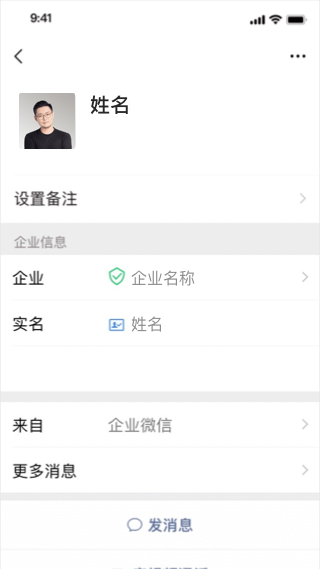 9:41
姓名
设置备注
企业信息
企业 企业名称
实名 姓名
来自 企业微信
更多消息
发消息